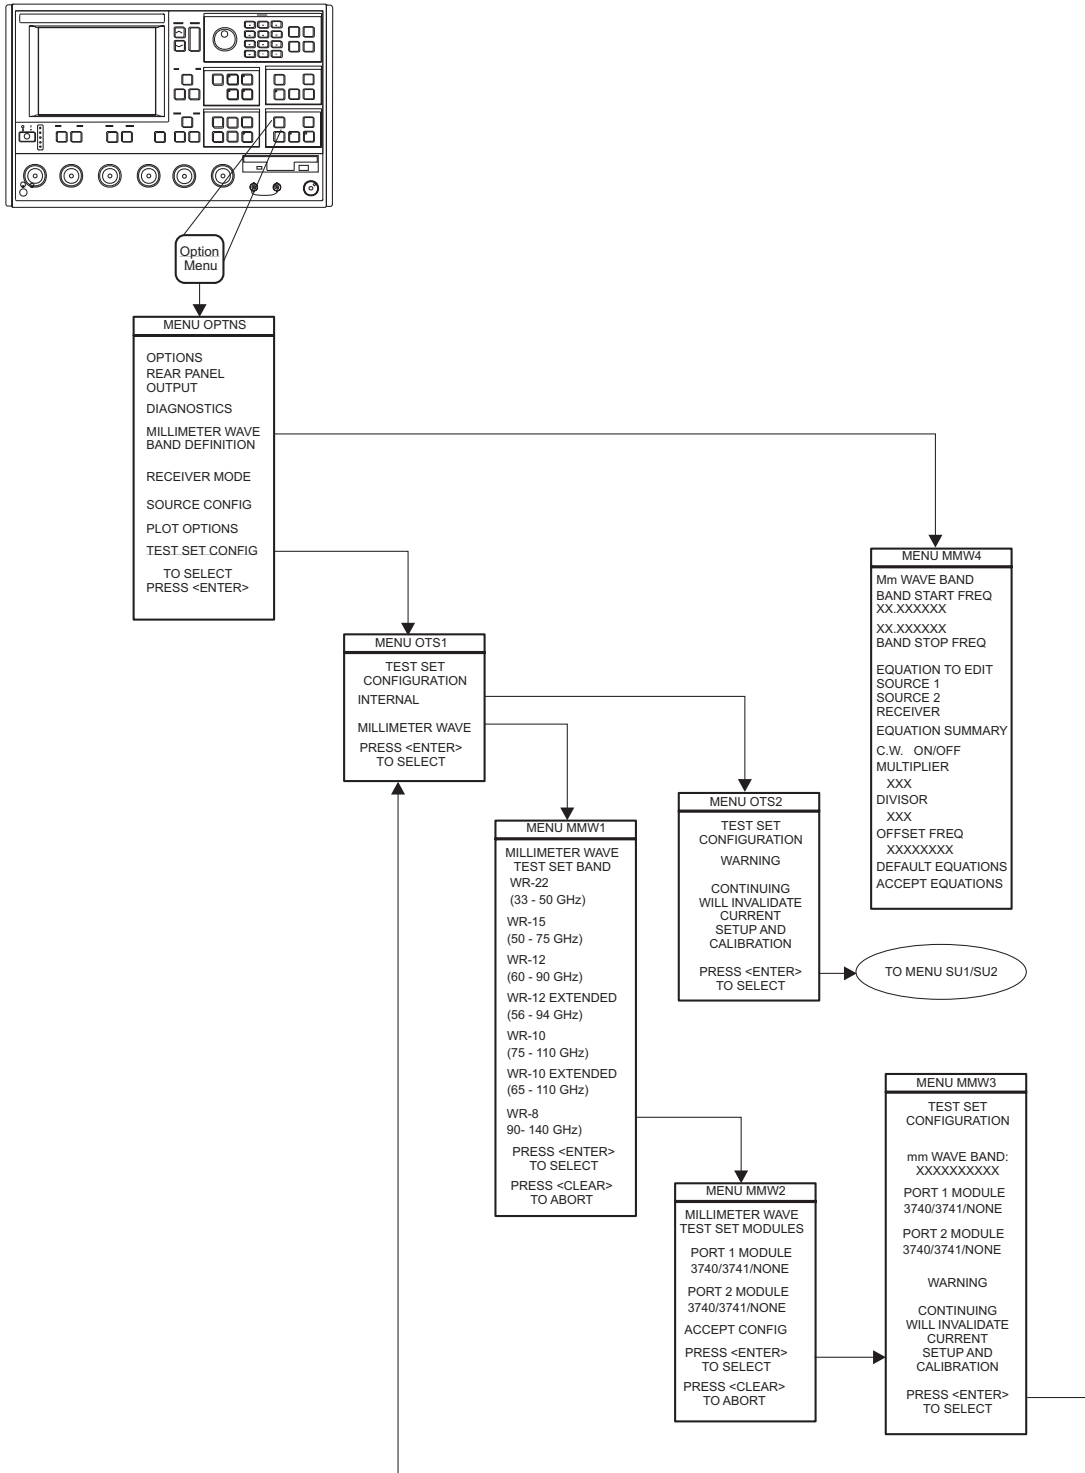 Option
Menu
MENU OPTNS
OPTIONS
REAR PANEL
OUTPUT
DIAGNOSTICS
MILLIMETER WAVE
BAND DEFINITION
RECEIVER MODE
SOURCE CONFIG
PLOT OPTIONS
TEST SET CONFIG
TO SELECT
PRESS <ENTER>
MENU OTS1
TEST SET
CONFIGURATION
INTERNAL
MILLIMETER WAVE
PRESS <ENTER>
TO SELECT
MENU MMW4
Mm WAVE BAND
BAND START FREQ
XX.XXXXXX
XX.XXXXXX
BAND STOP FREQ
EQUATION TO EDIT
SOURCE 1
SOURCE 2
RECEIVER
EQUATION SUMMARY
C.W. ON/OFF
MULTIPLIER
XXX
DIVISOR
XXX
OFFSET FREQ
XXXXXXXX
DEFAULT EQUATIONS
ACCEPT EQUATIONS
MENU OTS2
TEST SET
CONFIGURATION
WARNING
CONTINUING
WILL INVALIDATE
CURRENT
SETUP AND
CALIBRATION
PRESS <ENTER>
TO SELECT
TO MENU SU1/SU2
MENU MMW1
MILLIMETER WAVE
TEST SET BAND
WR-22
(33 - 50 GHz)
WR-15
(50 - 75 GHz)
WR-12
(60 - 90 GHz)
WR-12 EXTENDED
(56 - 94 GHz)
WR-10
(75 - 110 GHz)
WR-10 EXTENDED
(65 - 110 GHz)
WR-8
90- 140 GHz)
PRESS <ENTER>
TO SELECT
PRESS <CLEAR>
TO ABORT
MENU MMW2
MILLIMETER WAVE
TEST SET MODULES
PORT 1 MODULE
3740/3741/NONE
PORT 2 MODULE
3740/3741/NONE
ACCEPT CONFIG
PRESS <ENTER>
TO SELECT
PRESS <CLEAR>
TO ABORT
MENU MMW3
TEST SET
CONFIGURATION
mm WAVE BAND:
XXXXXXXXXX
PORT 1 MODULE
3740/3741/NONE
PORT 2 MODULE
3740/3741/NONE
WARNING
CONTINUING
WILL INVALIDATE
CURRENT
SETUP AND
CALIBRATION
PRESS <ENTER>
TO SELECT